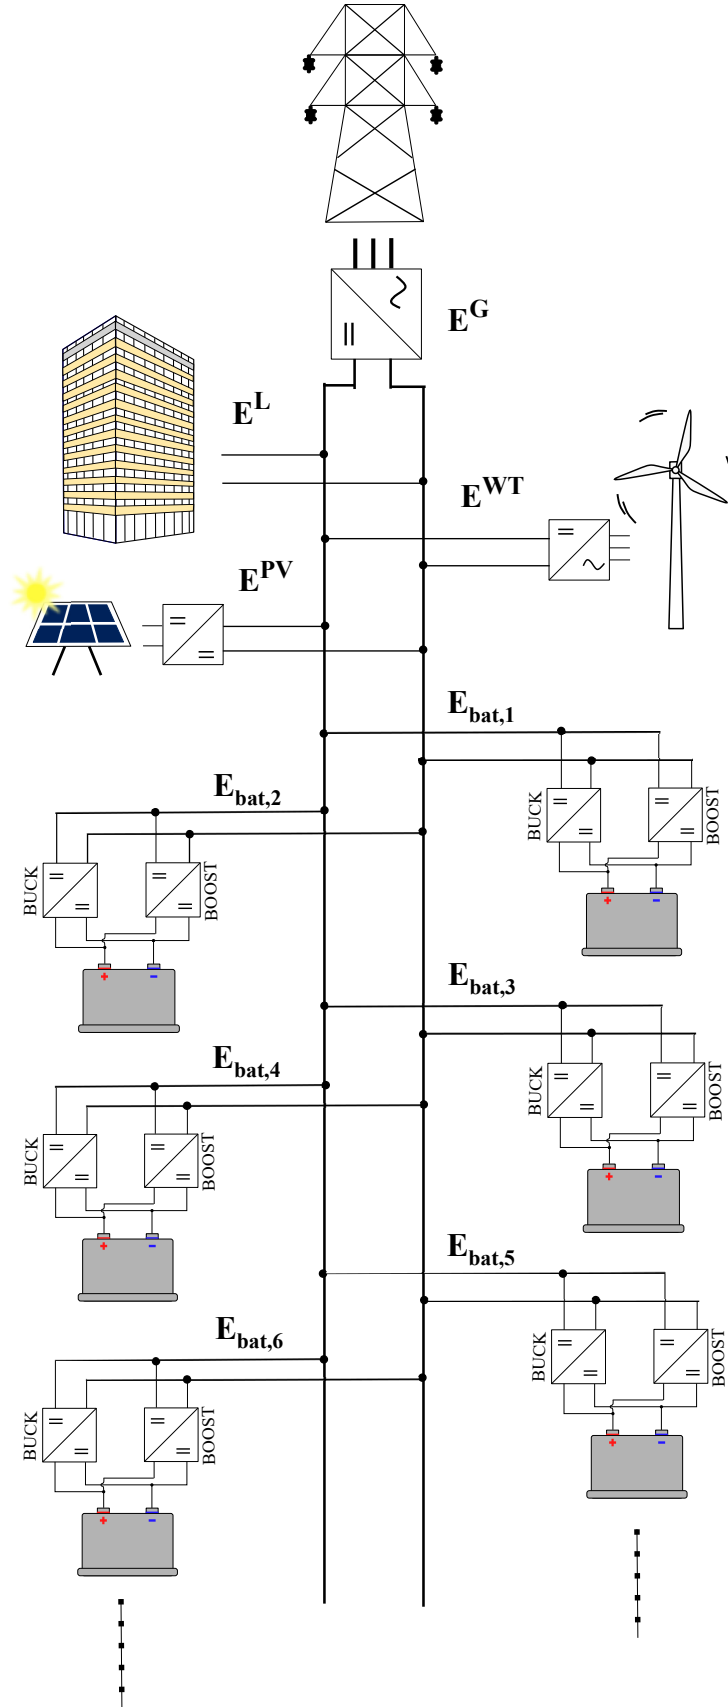 E^G
E^L
E^WT
E^PV
E_bat,1
E_bat,2
BUCK
BOOST
BUCK
BOOST
+ -
+ -
E_bat,3
E_bat,4
BUCK
BOOST
BUCK
BOOST
+ -
+ -
E_bat,5
E_bat,6
BUCK
BOOST
BUCK
BOOST
+ -
+ -